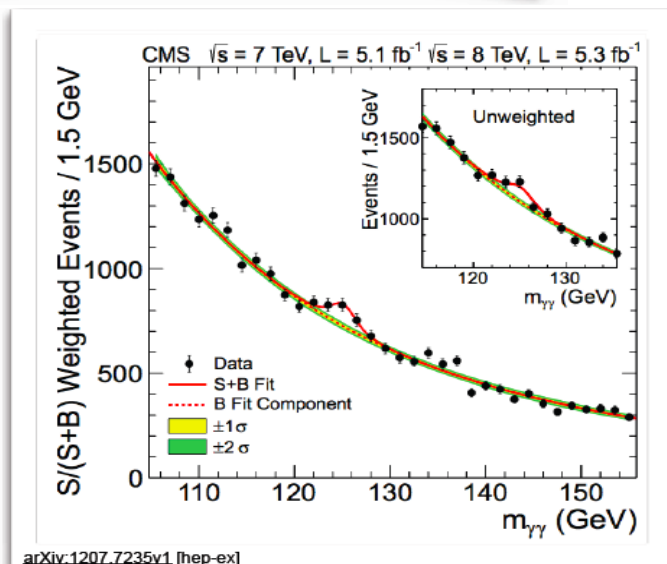 CMS √s = 7 TeV, L = 5.1 fb⁻¹ √s = 8 TeV, L = 5.3 fb⁻¹
S/(S+B) Weighted Events / 1.5 GeV
1500
1000
500
0
110
120
130
140
150
mγγ (GeV)
Unweighted
Events / 1.5 GeV
1500
1000
120
130
mγγ (GeV)
Data
S+B Fit
B Fit Component
±1σ
±2 σ
arXiv:1207.7235v1 [hep-ex]